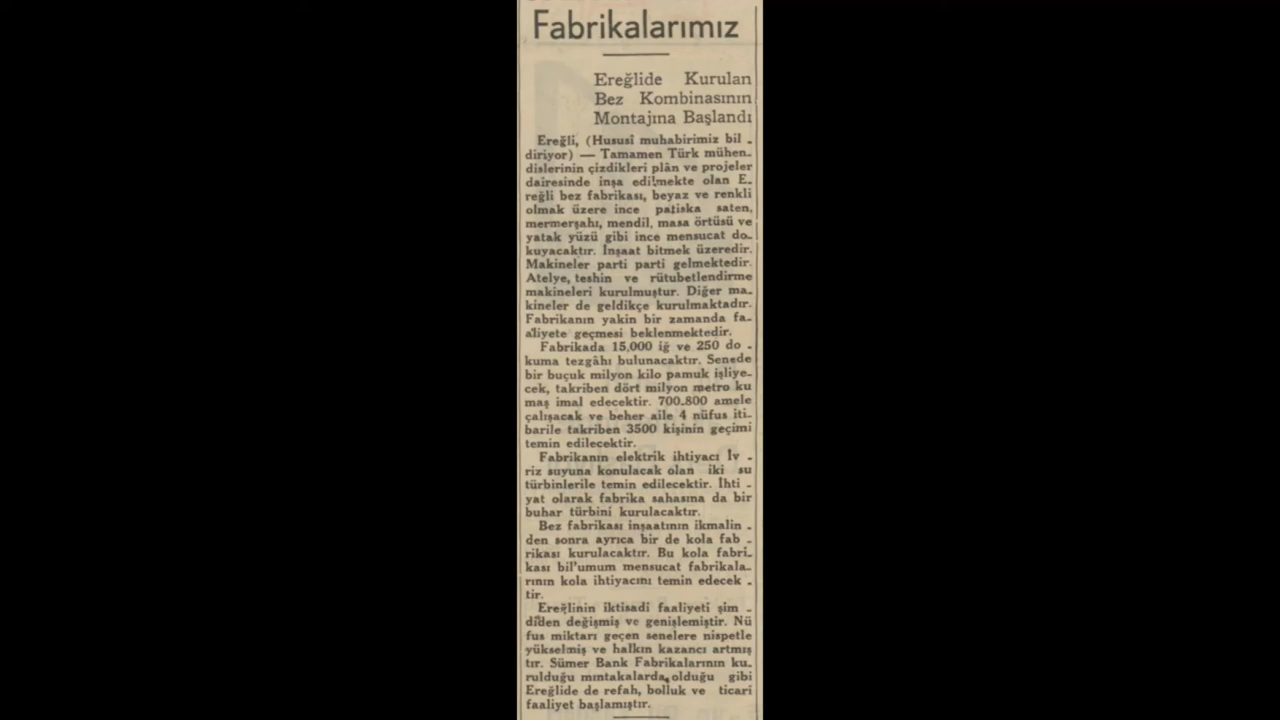 Fabrikalarımız
Ereğlide Kurulan
Bez Kombinasının
Montajına Başlandı
Ereğli, (Hususî muhabirimiz bil -
diriyor) — Tamamen Türk mühen-
dislerinin çizdikleri plân ve projeler
dairesinde inşa edilmekte olan E-
reğli bez fabrikası, beyaz ve renkli
olmak üzere ince patiska saten,
mermerşahı, mendil, masa örtüsü ve
yatak yüzü gibi ince mensucat do-
kuyacaktır. İnşaat bitmek üzeredir.
Makineler parti parti gelmektedir.
Atelye, teshin ve rütubetlendirme
makineleri kurulmuştur. Diğer ma-
kineler de geldikçe kurulmaktadır.
Fabrikanın yakin bir zamanda fa-
aliyete geçmesi beklenmektedir.
Fabrikada 15,000 iğ ve 250 do -
kuma tezgâhı bulunacaktır. Senede
bir buçuk milyon kilo pamuk işliye-
cek, takriben dört milyon metro ku
maş imal edecektir. 700-800 amele
çalışacak ve beher aile 4 nüfus iti-
barile takriben 3500 kişinin geçimi
temin edilecektir.
Fabrikanın elektrik ihtiyacı İv -
riz suyuna konulacak olan iki su
türbinlerile temin edilecektir. İhti -
yat olarak fabrika sahasına da bir
buhar türbini kurulacaktır.
Bez fabrikası inşaatının ikmalin -
den sonra ayrıca bir de kola fab -
rikası kurulacaktır. Bu kola fabri-
kası bil'umum mensucat fabrikala-
rının kola ihtiyacını temin edecek -
tir.
Ereğlinin iktisadî faaliyeti şim -
diden değişmiş ve genişlemiştir. Nü
fus miktarı geçen senelere nispetle
yükselmiş ve halkın kazancı artmış
tır. Sümer Bank Fabrikalarının ku-
rulduğu mıntakalarda olduğu gibi
Ereğlide de refah, bolluk ve ticarî
faaliyet başlamıştır.